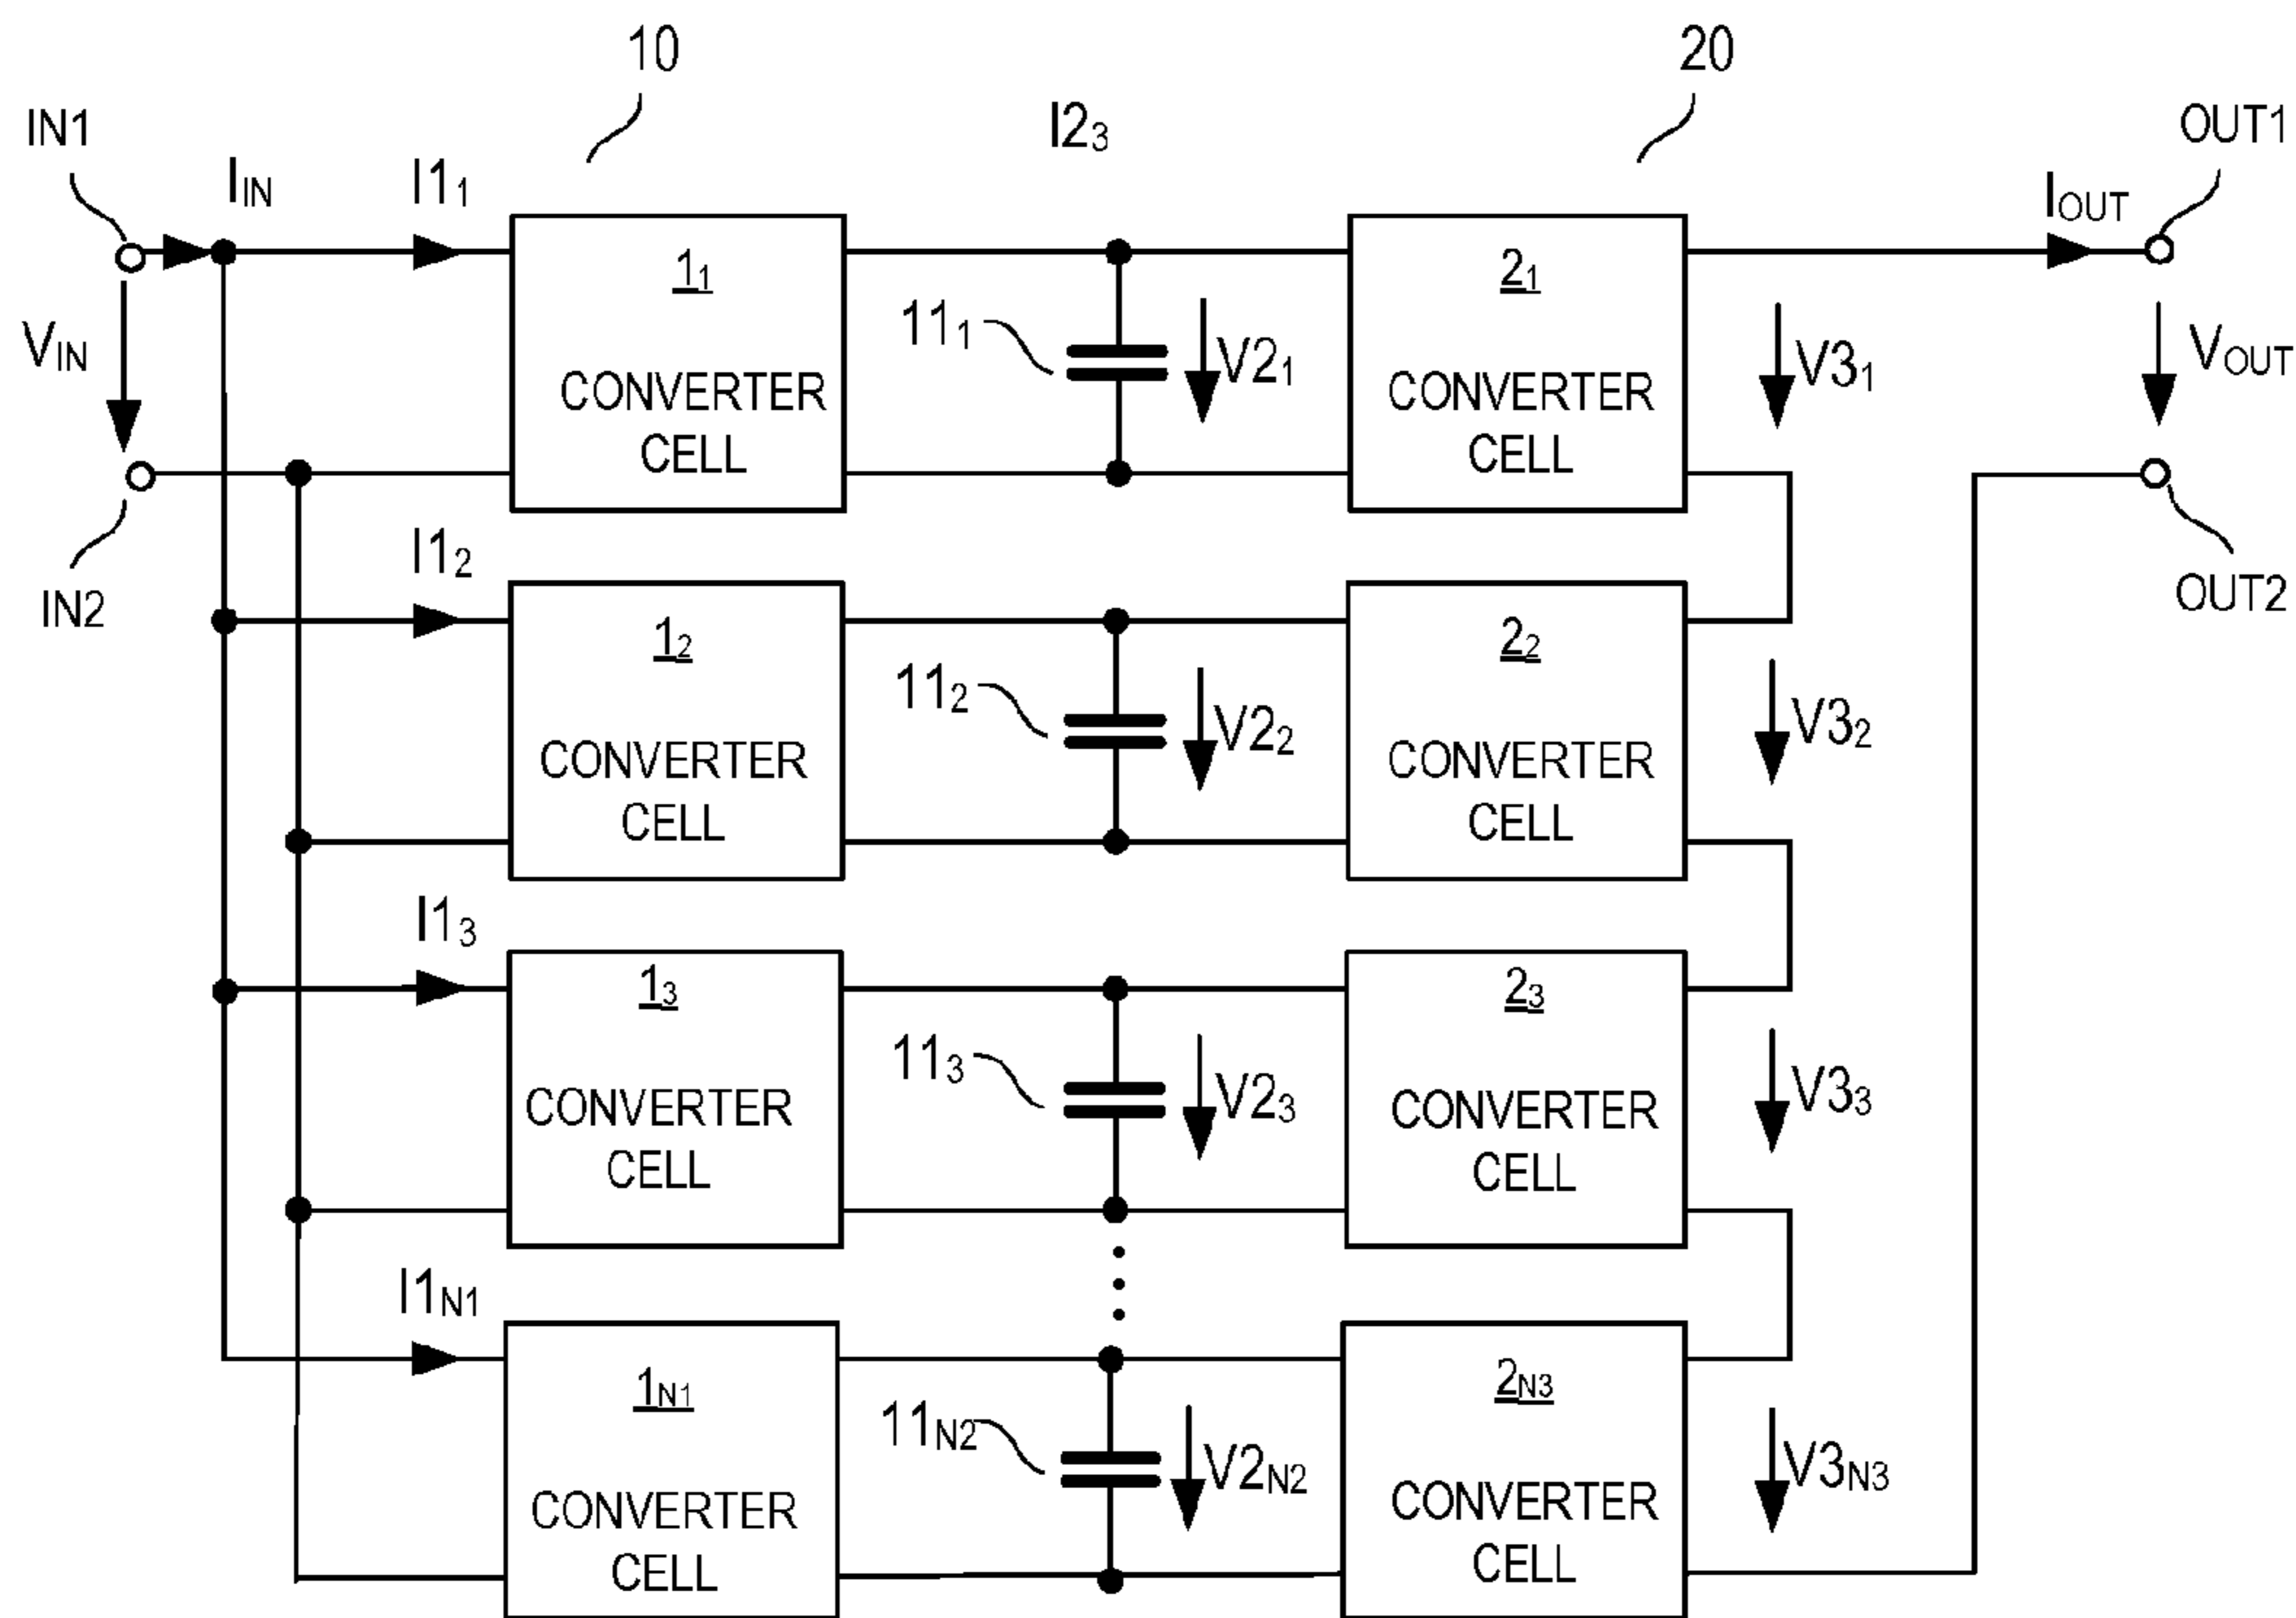 10
20
IN1
I_IN
I1₁
I2₃
I_OUT
OUT1
V_IN
1₁
CONVERTER
CELL
11₁
V2₁
2₁
CONVERTER
CELL
V3₁
V_OUT
IN2
OUT2
I1₂
1₂
CONVERTER
CELL
11₂
V2₂
2₂
CONVERTER
CELL
V3₂
I1₃
1₃
CONVERTER
CELL
11₃
V2₃
2₃
CONVERTER
CELL
V3₃
I1_N1
1_N1
CONVERTER
CELL
11_N2
V2_N2
2_N3
CONVERTER
CELL
V3_N3